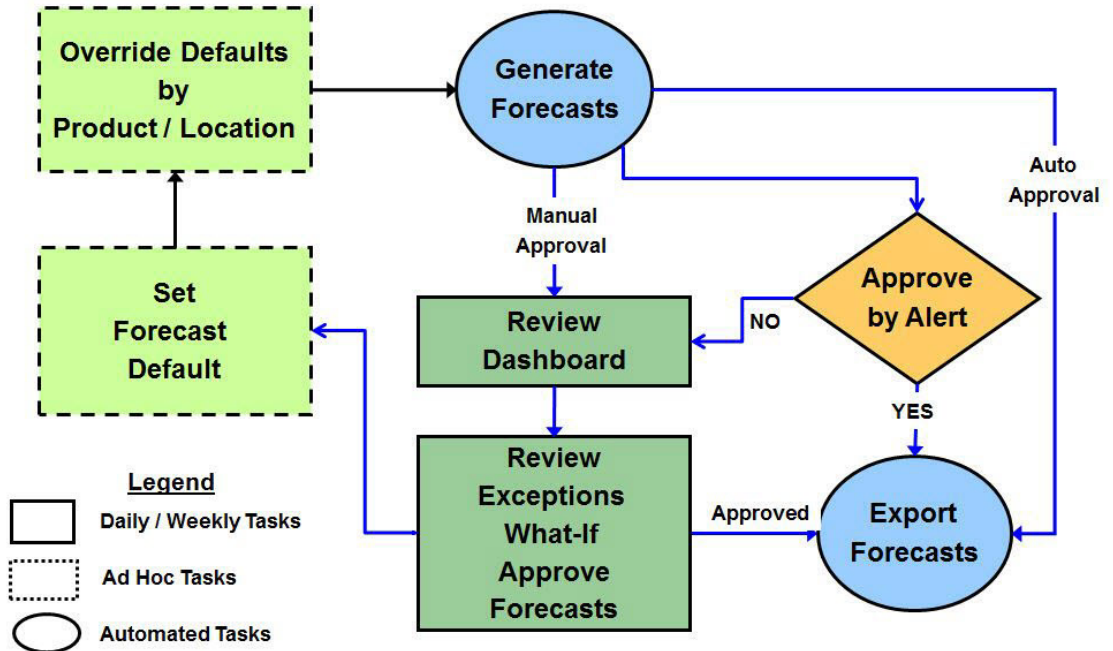 Override Defaults
by
Product / Location
Generate
Forecasts
Auto
Approval
Manual
Approval
Set
Forecast
Default
Approve
by Alert
Review
Dashboard
NO
YES
Review
Exceptions
What-If
Approve
Forecasts
Approved
Export
Forecasts
Legend
Daily / Weekly Tasks
Ad Hoc Tasks
Automated Tasks